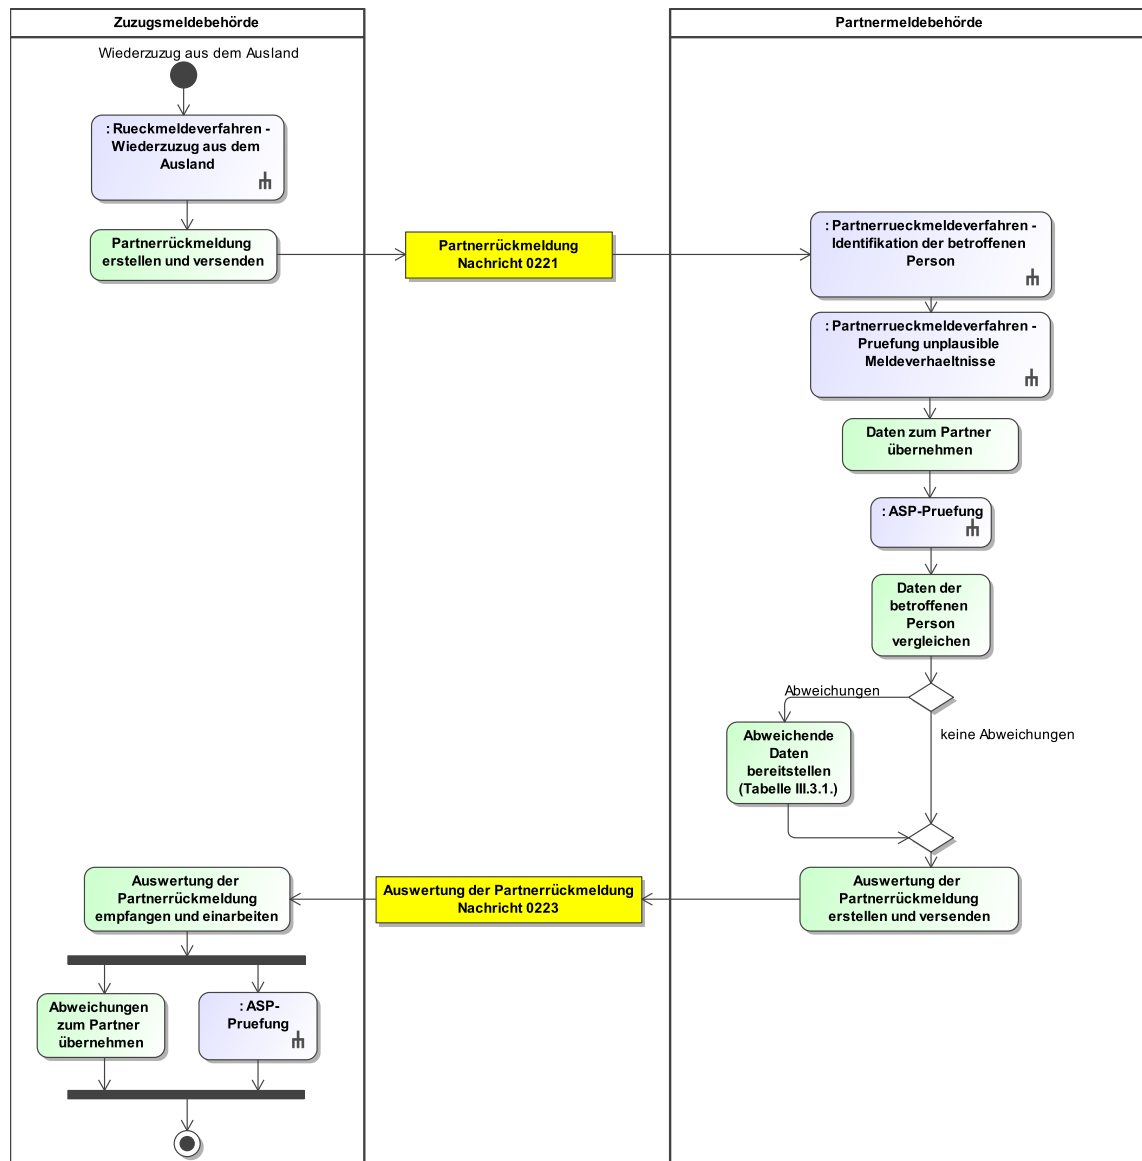 Zuzugsmeldebehörde
Partnermeldebehörde
Wiederzuzug aus dem Ausland
: Rueckmeldeverfahren -
Wiederzuzug aus dem
Ausland
Partnerrückmeldung
erstellen und versenden
Partnerrückmeldung
Nachricht 0221
: Partnerrueckmeldeverfahren -
Identifikation der betroffenen
Person
: Partnerrueckmeldeverfahren -
Pruefung unplausible
Meldeverhaeltnisse
Daten zum Partner
übernehmen
: ASP-Pruefung
Daten der
betroffenen
Person
vergleichen
Abweichungen
keine Abweichungen
Abweichende
Daten
bereitstellen
(Tabelle III.3.1.)
Auswertung der
Partnerrückmeldung
erstellen und versenden
Auswertung der Partnerrückmeldung
Nachricht 0223
Auswertung der
Partnerrückmeldung
empfangen und einarbeiten
Abweichungen
zum Partner
übernehmen
: ASP-
Pruefung